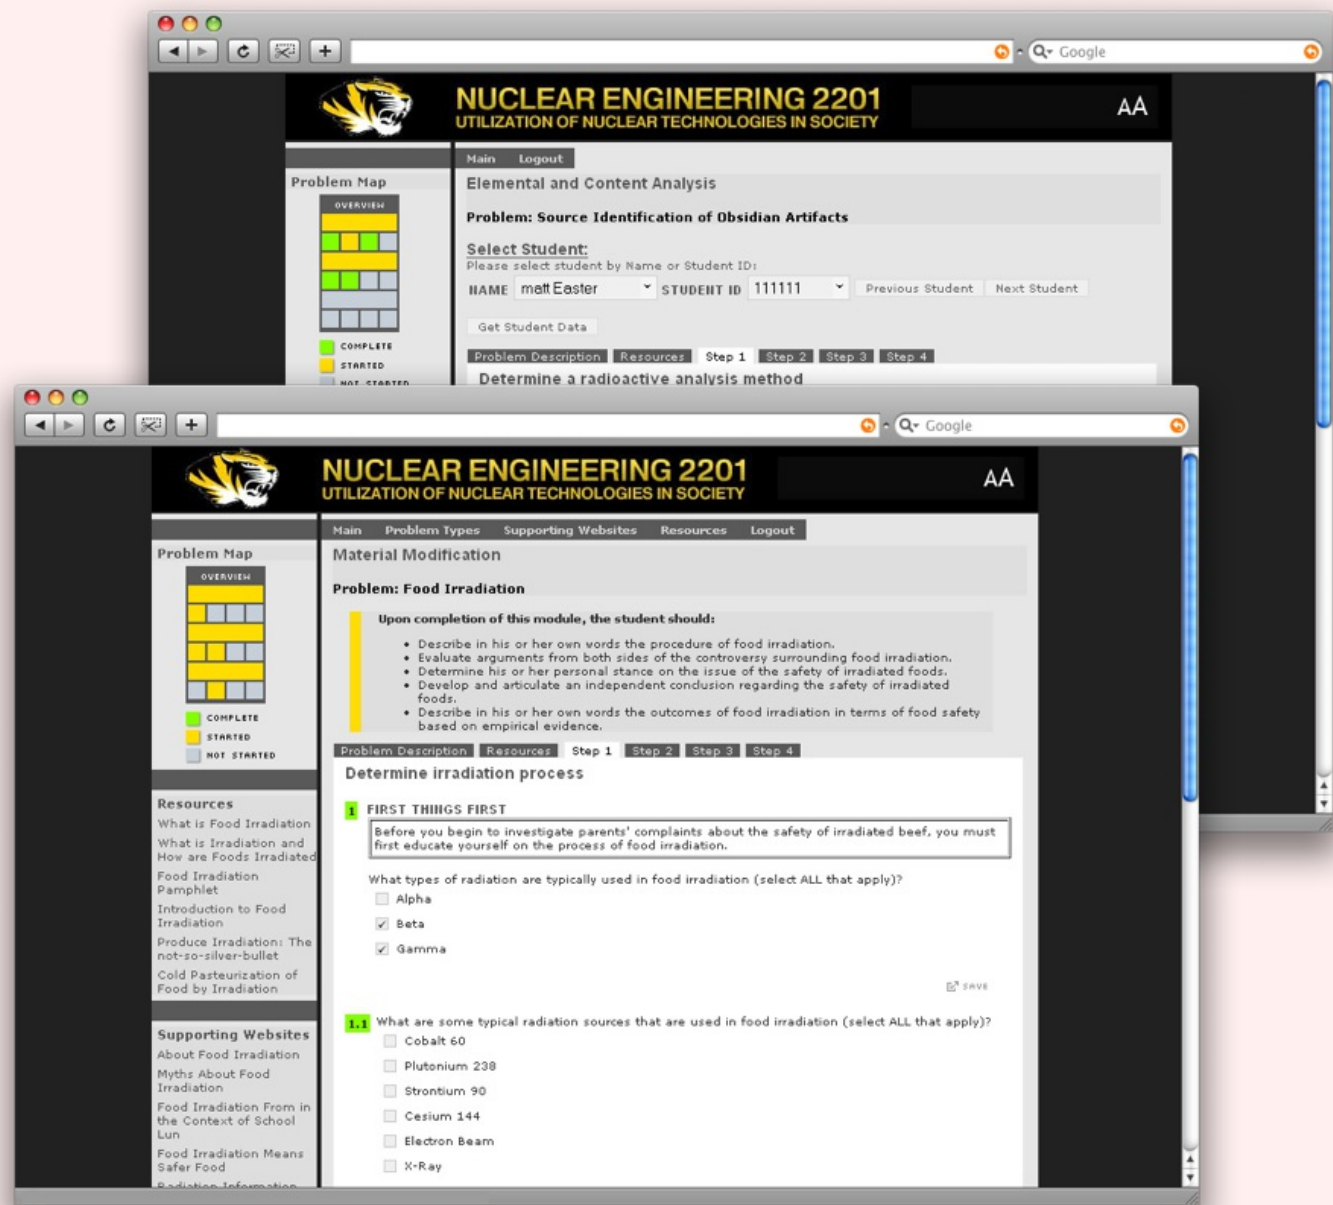 Google
NUCLEAR ENGINEERING 2201
UTILIZATION OF NUCLEAR TECHNOLOGIES IN SOCIETY
AA
Main Logout
Problem Map
OVERVIEW
COMPLETE
STARTED
NOT STARTED
Elemental and Content Analysis
Problem: Source Identification of Obsidian Artifacts
Select Student:
Please select student by Name or Student ID:
NAME matt Easter STUDENT ID 111111 Previous Student Next Student
Get Student Data
Problem Description Resources Step 1 Step 2 Step 3 Step 4
Determine a radioactive analysis method
Google
NUCLEAR ENGINEERING 2201
UTILIZATION OF NUCLEAR TECHNOLOGIES IN SOCIETY
AA
Main Problem Types Supporting Websites Resources Logout
Problem Map
OVERVIEW
COMPLETE
STARTED
NOT STARTED
Resources
What is Food Irradiation
What is Irradiation and
How are Foods Irradiated
Food Irradiation
Pamphlet
Introduction to Food
Irradiation
Produce Irradiation: The
not-so-silver-bullet
Cold Pasteurization of
Food by Irradiation
Supporting Websites
About Food Irradiation
Myths About Food
Irradiation
Food Irradiation From in
the Context of School
Lun
Food Irradiation Means
Safer Food
Radiation Information
Material Modification
Problem: Food Irradiation
Upon completion of this module, the student should:
• Describe in his or her own words the procedure of food irradiation.
• Evaluate arguments from both sides of the controversy surrounding food irradiation.
• Determine his or her personal stance on the issue of the safety of irradiated foods.
• Develop and articulate an independent conclusion regarding the safety of irradiated
foods.
• Describe in his or her own words the outcomes of food irradiation in terms of food safety
based on empirical evidence.
Problem Description Resources Step 1 Step 2 Step 3 Step 4
Determine irradiation process
1 FIRST THINGS FIRST
Before you begin to investigate parents' complaints about the safety of irradiated beef, you must
first educate yourself on the process of food irradiation.
What types of radiation are typically used in food irradiation (select ALL that apply)?
Alpha
Beta
Gamma
SAVE
1.1 What are some typical radiation sources that are used in food irradiation (select ALL that apply)?
Cobalt 60
Plutonium 238
Strontium 90
Cesium 144
Electron Beam
X-Ray